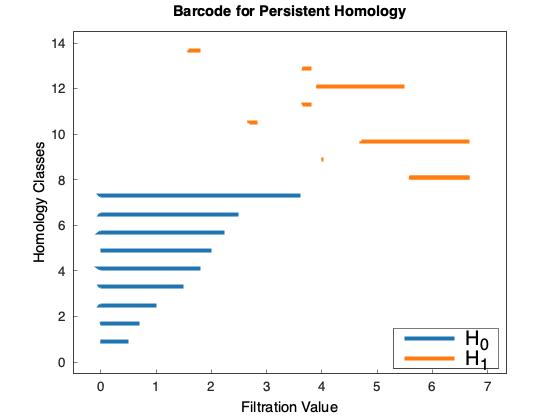 Barcode for Persistent Homology
14
12
10
8
6
4
2
0
Homology Classes
0 1 2 3 4 5 6 7
Filtration Value
H0
H1